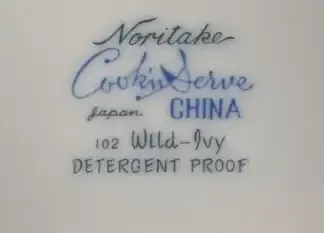 Noritake
Cook'n Serve
Japan. CHINA
102 Wild-Ivy
DETERGENT PROOF